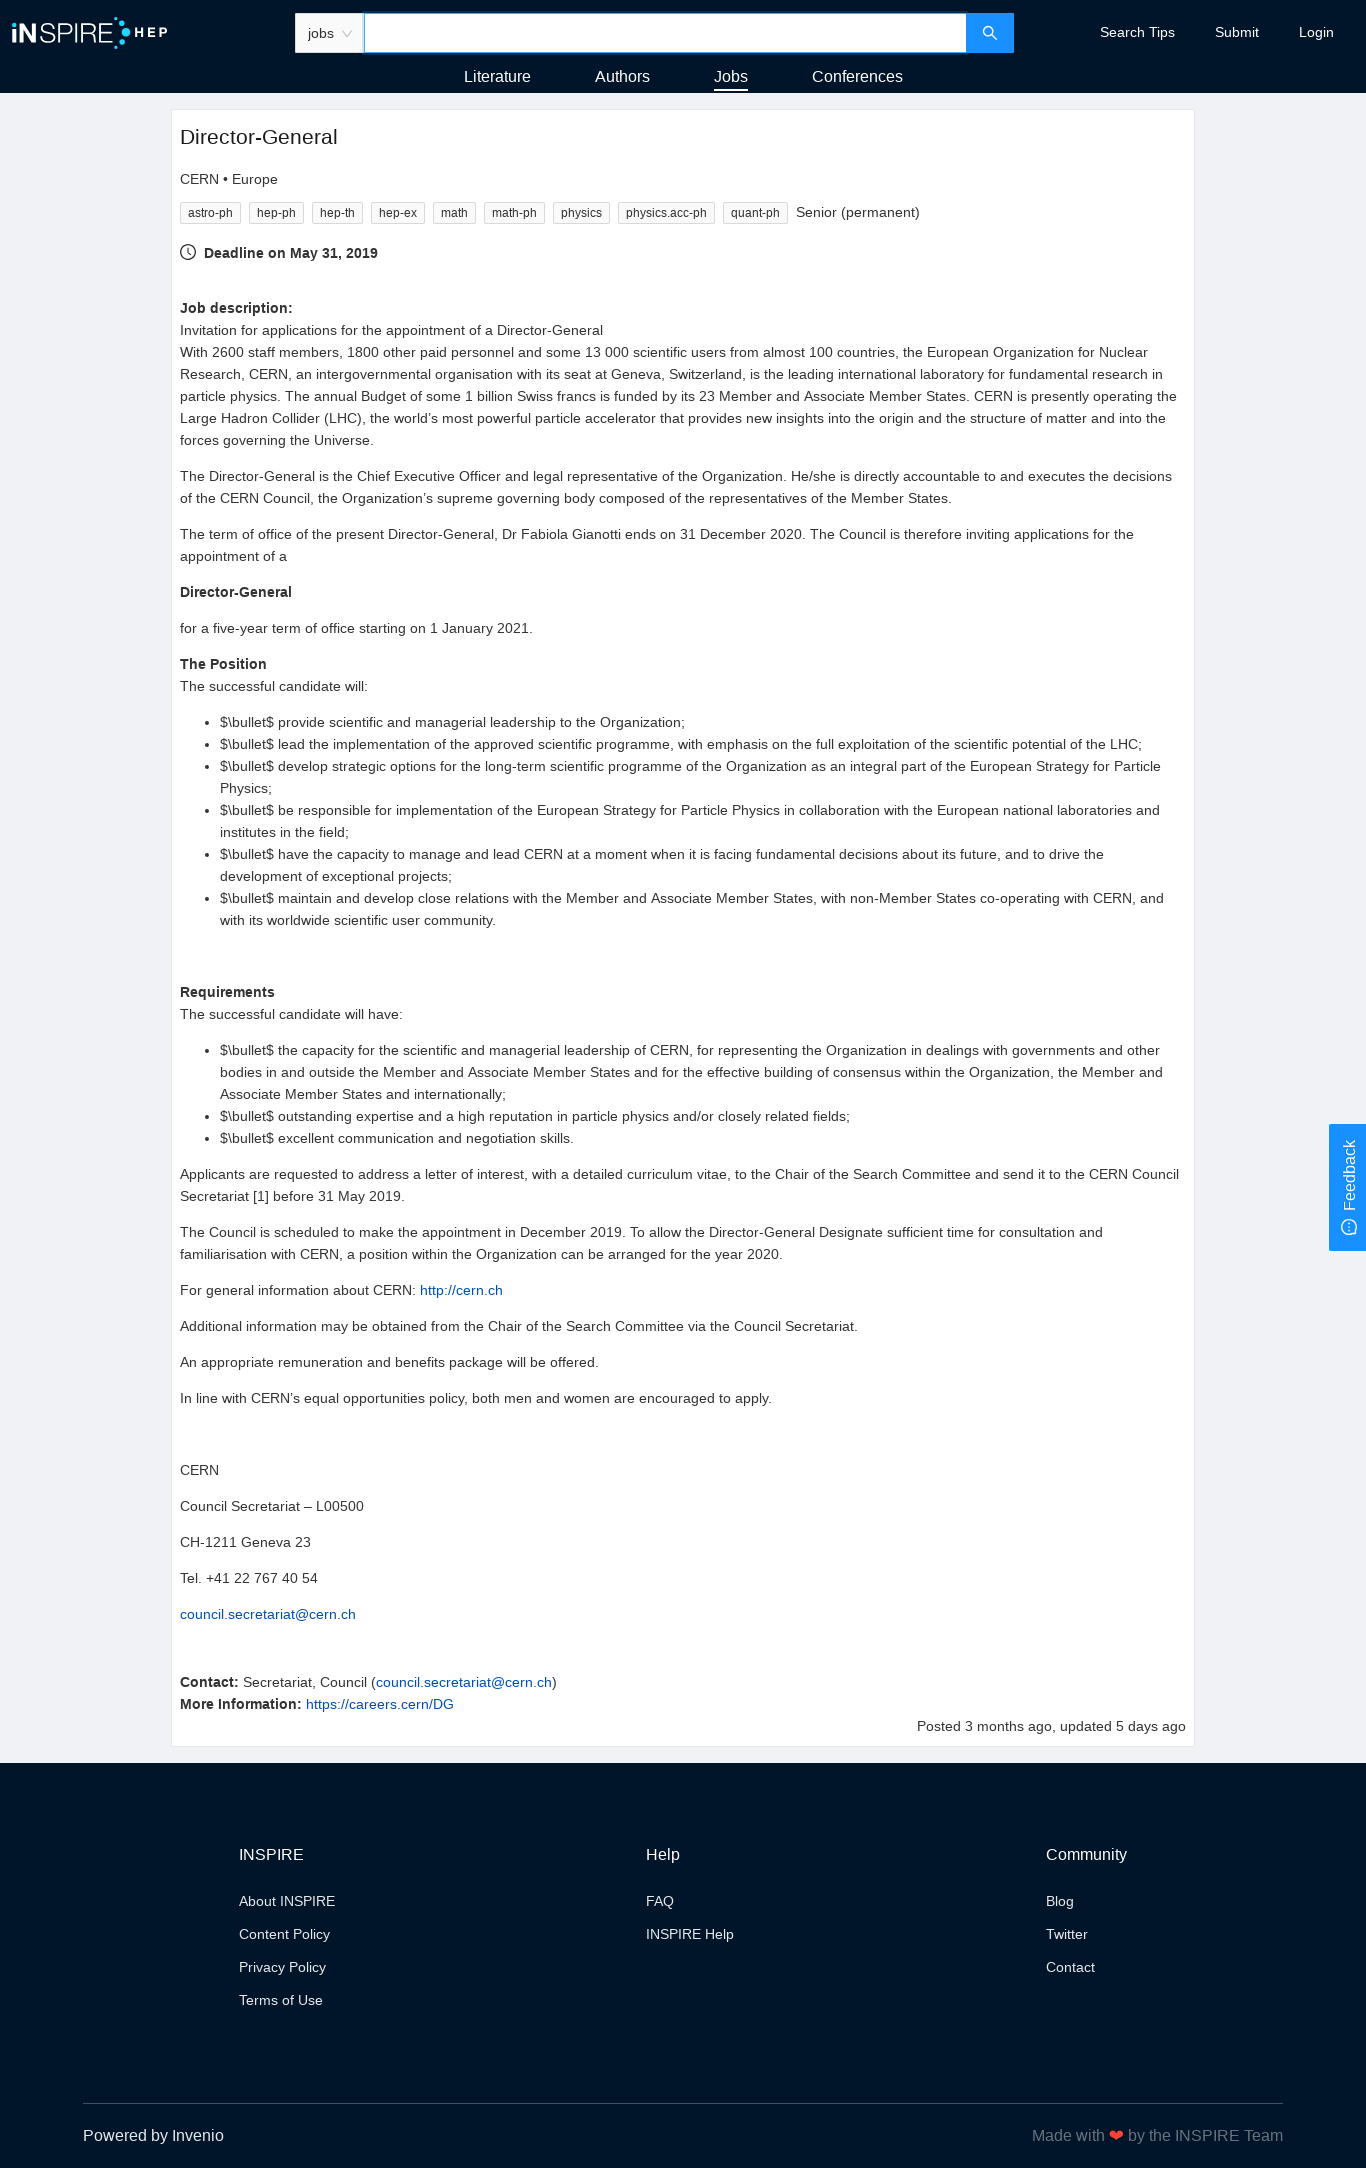 INSPIRE HEP
jobs
Search Tips
Submit
Login
Literature
Authors
Jobs
Conferences
Director-General
CERN • Europe
astro-ph hep-ph hep-th hep-ex math math-ph physics physics.acc-ph quant-ph Senior (permanent)
Deadline on May 31, 2019
Job description:
Invitation for applications for the appointment of a Director-General
With 2600 staff members, 1800 other paid personnel and some 13 000 scientific users from almost 100 countries, the European Organization for Nuclear
Research, CERN, an intergovernmental organisation with its seat at Geneva, Switzerland, is the leading international laboratory for fundamental research in
particle physics. The annual Budget of some 1 billion Swiss francs is funded by its 23 Member and Associate Member States. CERN is presently operating the
Large Hadron Collider (LHC), the world’s most powerful particle accelerator that provides new insights into the origin and the structure of matter and into the
forces governing the Universe.
The Director-General is the Chief Executive Officer and legal representative of the Organization. He/she is directly accountable to and executes the decisions
of the CERN Council, the Organization’s supreme governing body composed of the representatives of the Member States.
The term of office of the present Director-General, Dr Fabiola Gianotti ends on 31 December 2020. The Council is therefore inviting applications for the
appointment of a
Director-General
for a five-year term of office starting on 1 January 2021.
The Position
The successful candidate will:
• $\bullet$ provide scientific and managerial leadership to the Organization;
• $\bullet$ lead the implementation of the approved scientific programme, with emphasis on the full exploitation of the scientific potential of the LHC;
• $\bullet$ develop strategic options for the long-term scientific programme of the Organization as an integral part of the European Strategy for Particle
Physics;
• $\bullet$ be responsible for implementation of the European Strategy for Particle Physics in collaboration with the European national laboratories and
institutes in the field;
• $\bullet$ have the capacity to manage and lead CERN at a moment when it is facing fundamental decisions about its future, and to drive the
development of exceptional projects;
• $\bullet$ maintain and develop close relations with the Member and Associate Member States, with non-Member States co-operating with CERN, and
with its worldwide scientific user community.
Requirements
The successful candidate will have:
• $\bullet$ the capacity for the scientific and managerial leadership of CERN, for representing the Organization in dealings with governments and other
bodies in and outside the Member and Associate Member States and for the effective building of consensus within the Organization, the Member and
Associate Member States and internationally;
• $\bullet$ outstanding expertise and a high reputation in particle physics and/or closely related fields;
• $\bullet$ excellent communication and negotiation skills.
Applicants are requested to address a letter of interest, with a detailed curriculum vitae, to the Chair of the Search Committee and send it to the CERN Council
Secretariat [1] before 31 May 2019.
The Council is scheduled to make the appointment in December 2019. To allow the Director-General Designate sufficient time for consultation and
familiarisation with CERN, a position within the Organization can be arranged for the year 2020.
For general information about CERN: http://cern.ch
Additional information may be obtained from the Chair of the Search Committee via the Council Secretariat.
An appropriate remuneration and benefits package will be offered.
In line with CERN’s equal opportunities policy, both men and women are encouraged to apply.
CERN
Council Secretariat – L00500
CH-1211 Geneva 23
Tel. +41 22 767 40 54
council.secretariat@cern.ch
Contact: Secretariat, Council (council.secretariat@cern.ch)
More Information: https://careers.cern/DG
Posted 3 months ago, updated 5 days ago
Feedback
INSPIRE
About INSPIRE
Content Policy
Privacy Policy
Terms of Use
Help
FAQ
INSPIRE Help
Community
Blog
Twitter
Contact
Powered by Invenio
Made with ❤ by the INSPIRE Team